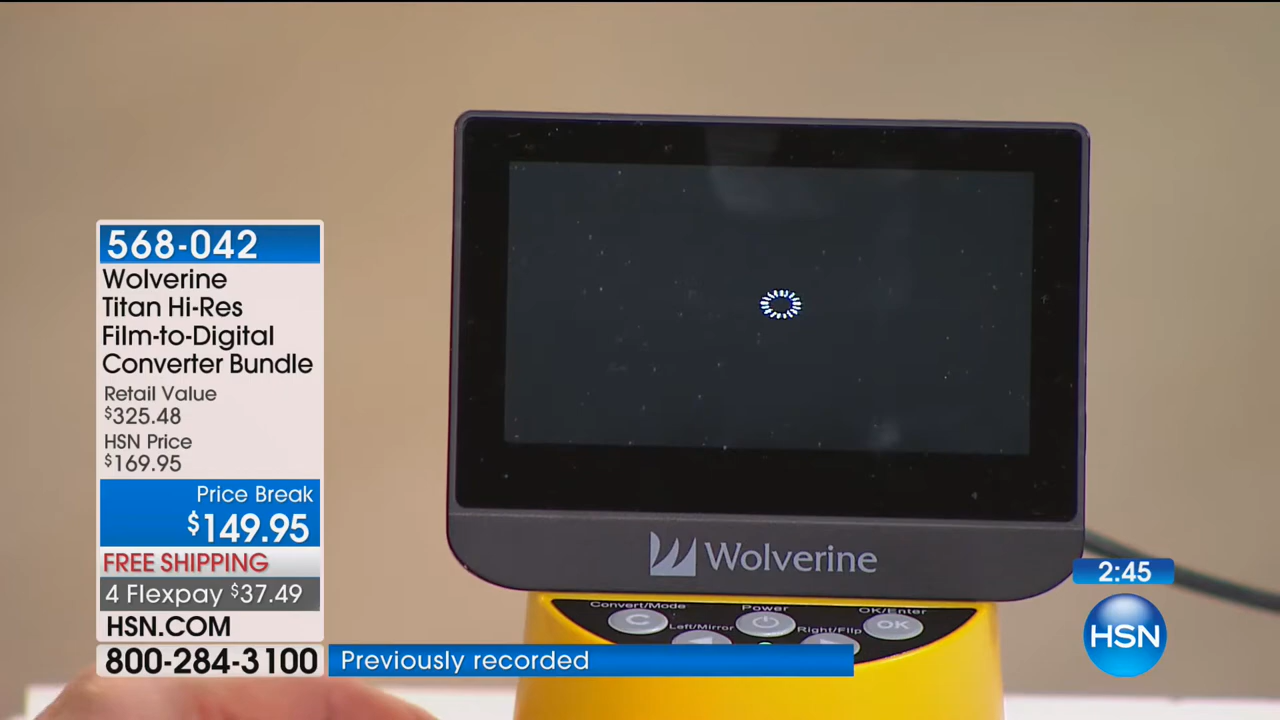 568-042
Wolverine
Titan Hi-Res
Film-to-Digital
Converter Bundle
Retail Value
$325.48
HSN Price
$169.95
Price Break
$149.95
FREE SHIPPING
4 Flexpay $37.49
HSN.COM
800-284-3100
Previously recorded
Wolverine
Convert/Mode
Power
OK/Enter
C
OK
Left/Mirror
Right/Flip
2:45
HSN